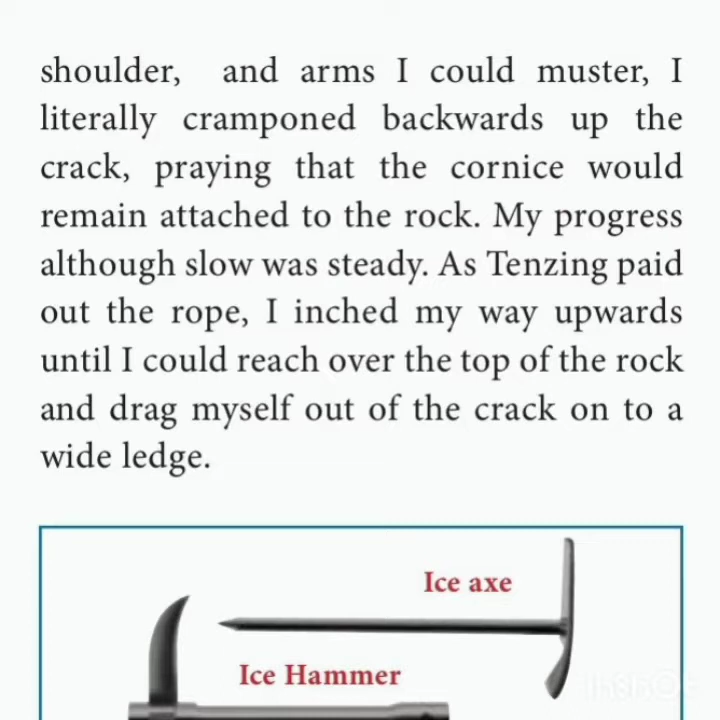 shoulder, and arms I could muster, I
literally cramponed backwards up the
crack, praying that the cornice would
remain attached to the rock. My progress
although slow was steady. As Tenzing paid
out the rope, I inched my way upwards
until I could reach over the top of the rock
and drag myself out of the crack on to a
wide ledge.
Ice axe
Ice Hammer